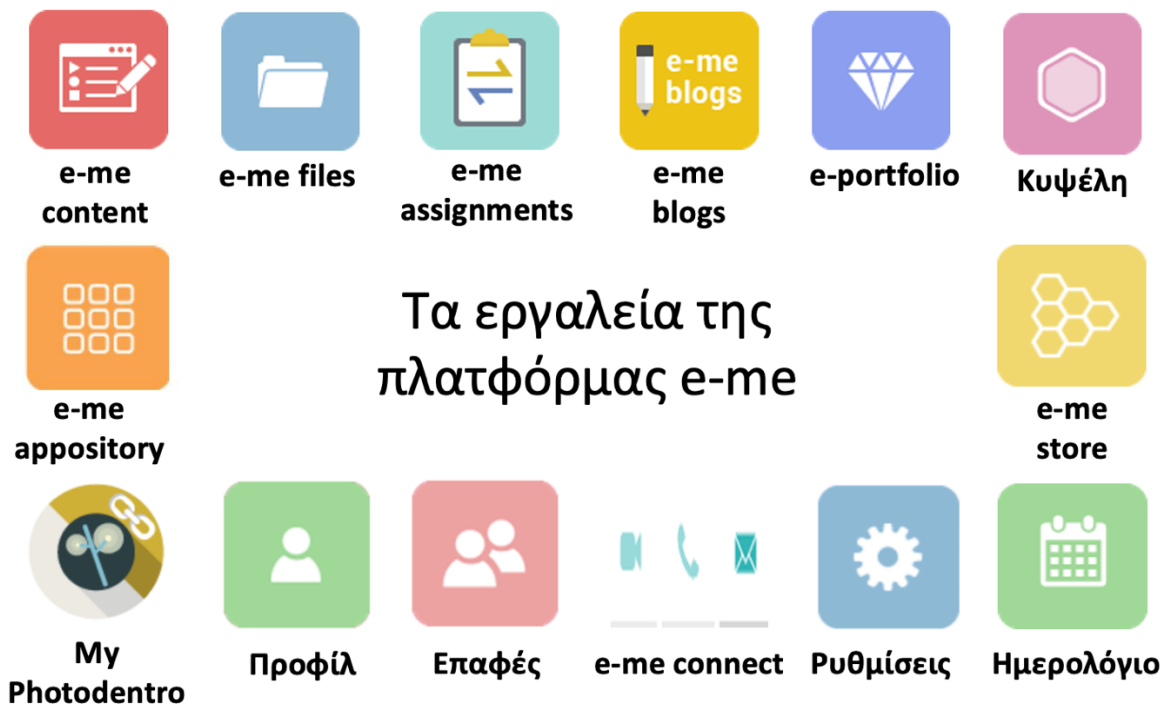 e-me
blogs
e-me
content
e-me files
e-me
assignments
e-me
blogs
e-portfolio
Κυψέλη
Τα εργαλεία της
πλατφόρμας e-me
e-me
appository
e-me
store
My
Photodentro
Προφίλ
Επαφές
e-me connect
Ρυθμίσεις
Ημερολόγιο